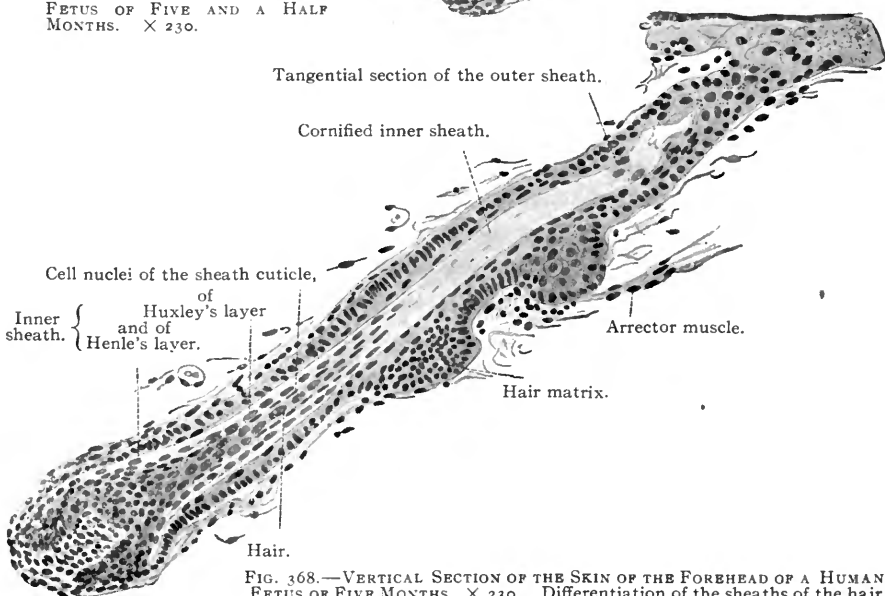 FETUS OF FIVE AND A HALF
MONTHS. × 230.
Tangential section of the outer sheath.
Cornified inner sheath.
Cell nuclei of the sheath cuticle,
of
Huxley's layer
Inner
sheath. {
and of
Henle's layer.
Arrector muscle.
Hair matrix.
Hair.
FIG. 368.—VERTICAL SECTION OF THE SKIN OF THE FOREHEAD OF A HUMAN
FETUS OF FIVE MONTHS. × 230. Differentiation of the sheaths of the hair